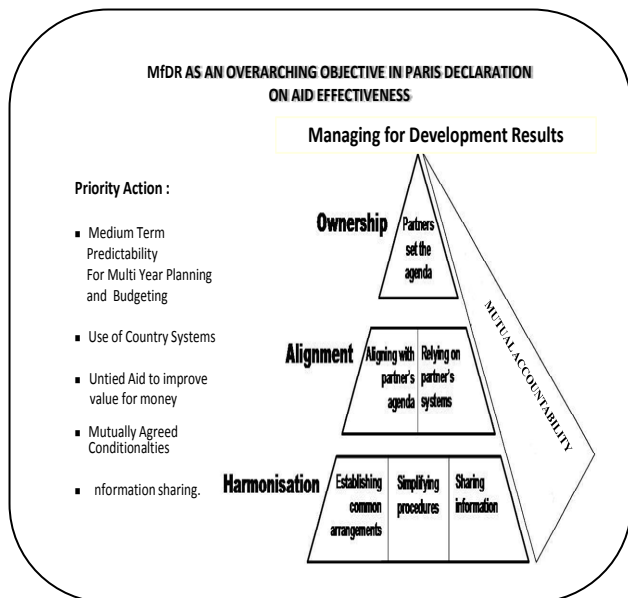 MfDR AS AN OVERARCHING OBJECTIVE IN PARIS DECLARATION
ON AID EFFECTIVENESS
Managing for Development Results
Priority Action :
▪ Medium Term
Predictability
For Multi Year Planning
and Budgeting
▪ Use of Country Systems
▪ Untied Aid to improve
value for money
▪ Mutually Agreed
Conditionalties
▪ nformation sharing.
Ownership
Partners
set the
agenda
Alignment
Aligning with
partner's
agenda
Relying on
partner's
systems
Harmonisation
Establishing
common
arrangements
Simplifying
procedures
Sharing
information
MUTUAL ACCOUNTABILITY